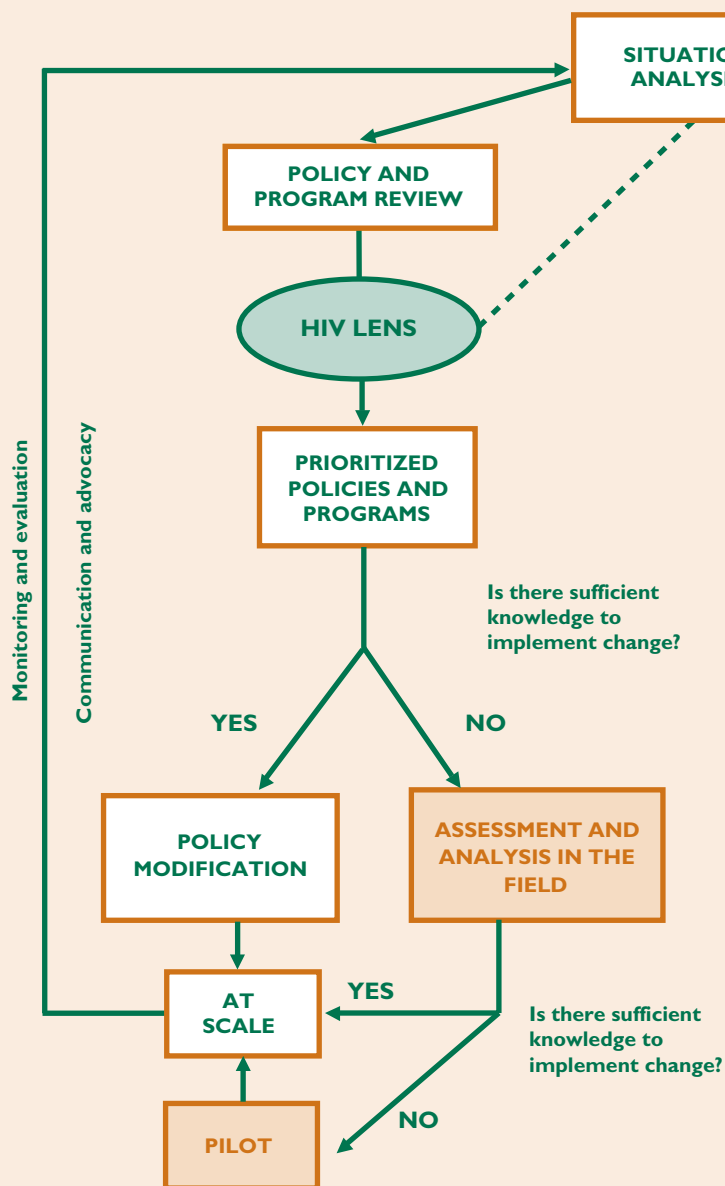 SITUATIO
ANALYS
POLICY AND
PROGRAM REVIEW
HIV LENS
PRIORITIZED
POLICIES AND
PROGRAMS
Monitoring and evaluation
Communication and advocacy
Is there sufficient
knowledge to
implement change?
YES
NO
POLICY
MODIFICATION
ASSESSMENT AND
ANALYSIS IN THE
FIELD
AT
SCALE
YES
Is there sufficient
knowledge to
implement change?
NO
PILOT